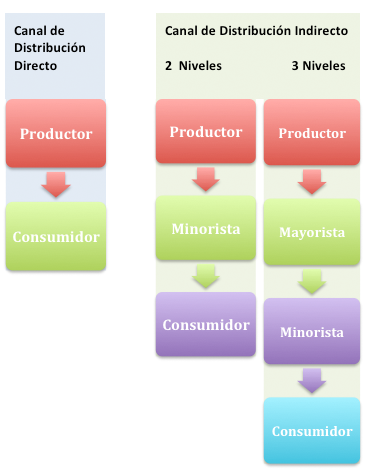 Canal de
Distribución
Directo
Productor
Consumidor
Canal de Distribución Indirecto
2 Niveles
Productor
Minorista
Consumidor
3 Niveles
Productor
Mayorista
Minorista
Consumidor